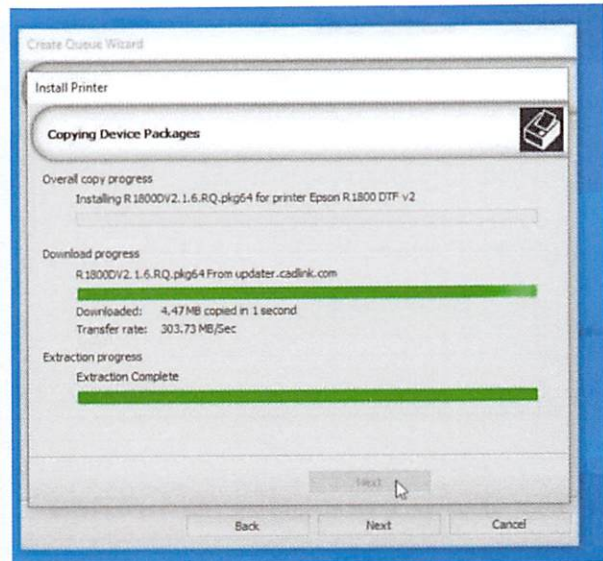 Create Queue Wizard
Install Printer
Copying Device Packages
Overall copy progress
Installing R1800DV2.1.6.RQ.pkg64 for printer Epson R1800 DTF v2
Download progress
R1800DV2.1.6.RQ.pkg64 From updater.cadlink.com
Downloaded: 4.47 MB copied in 1 second
Transfer rate: 303.73 MB/Sec
Extraction progress
Extraction Complete
Next
Back Next Cancel